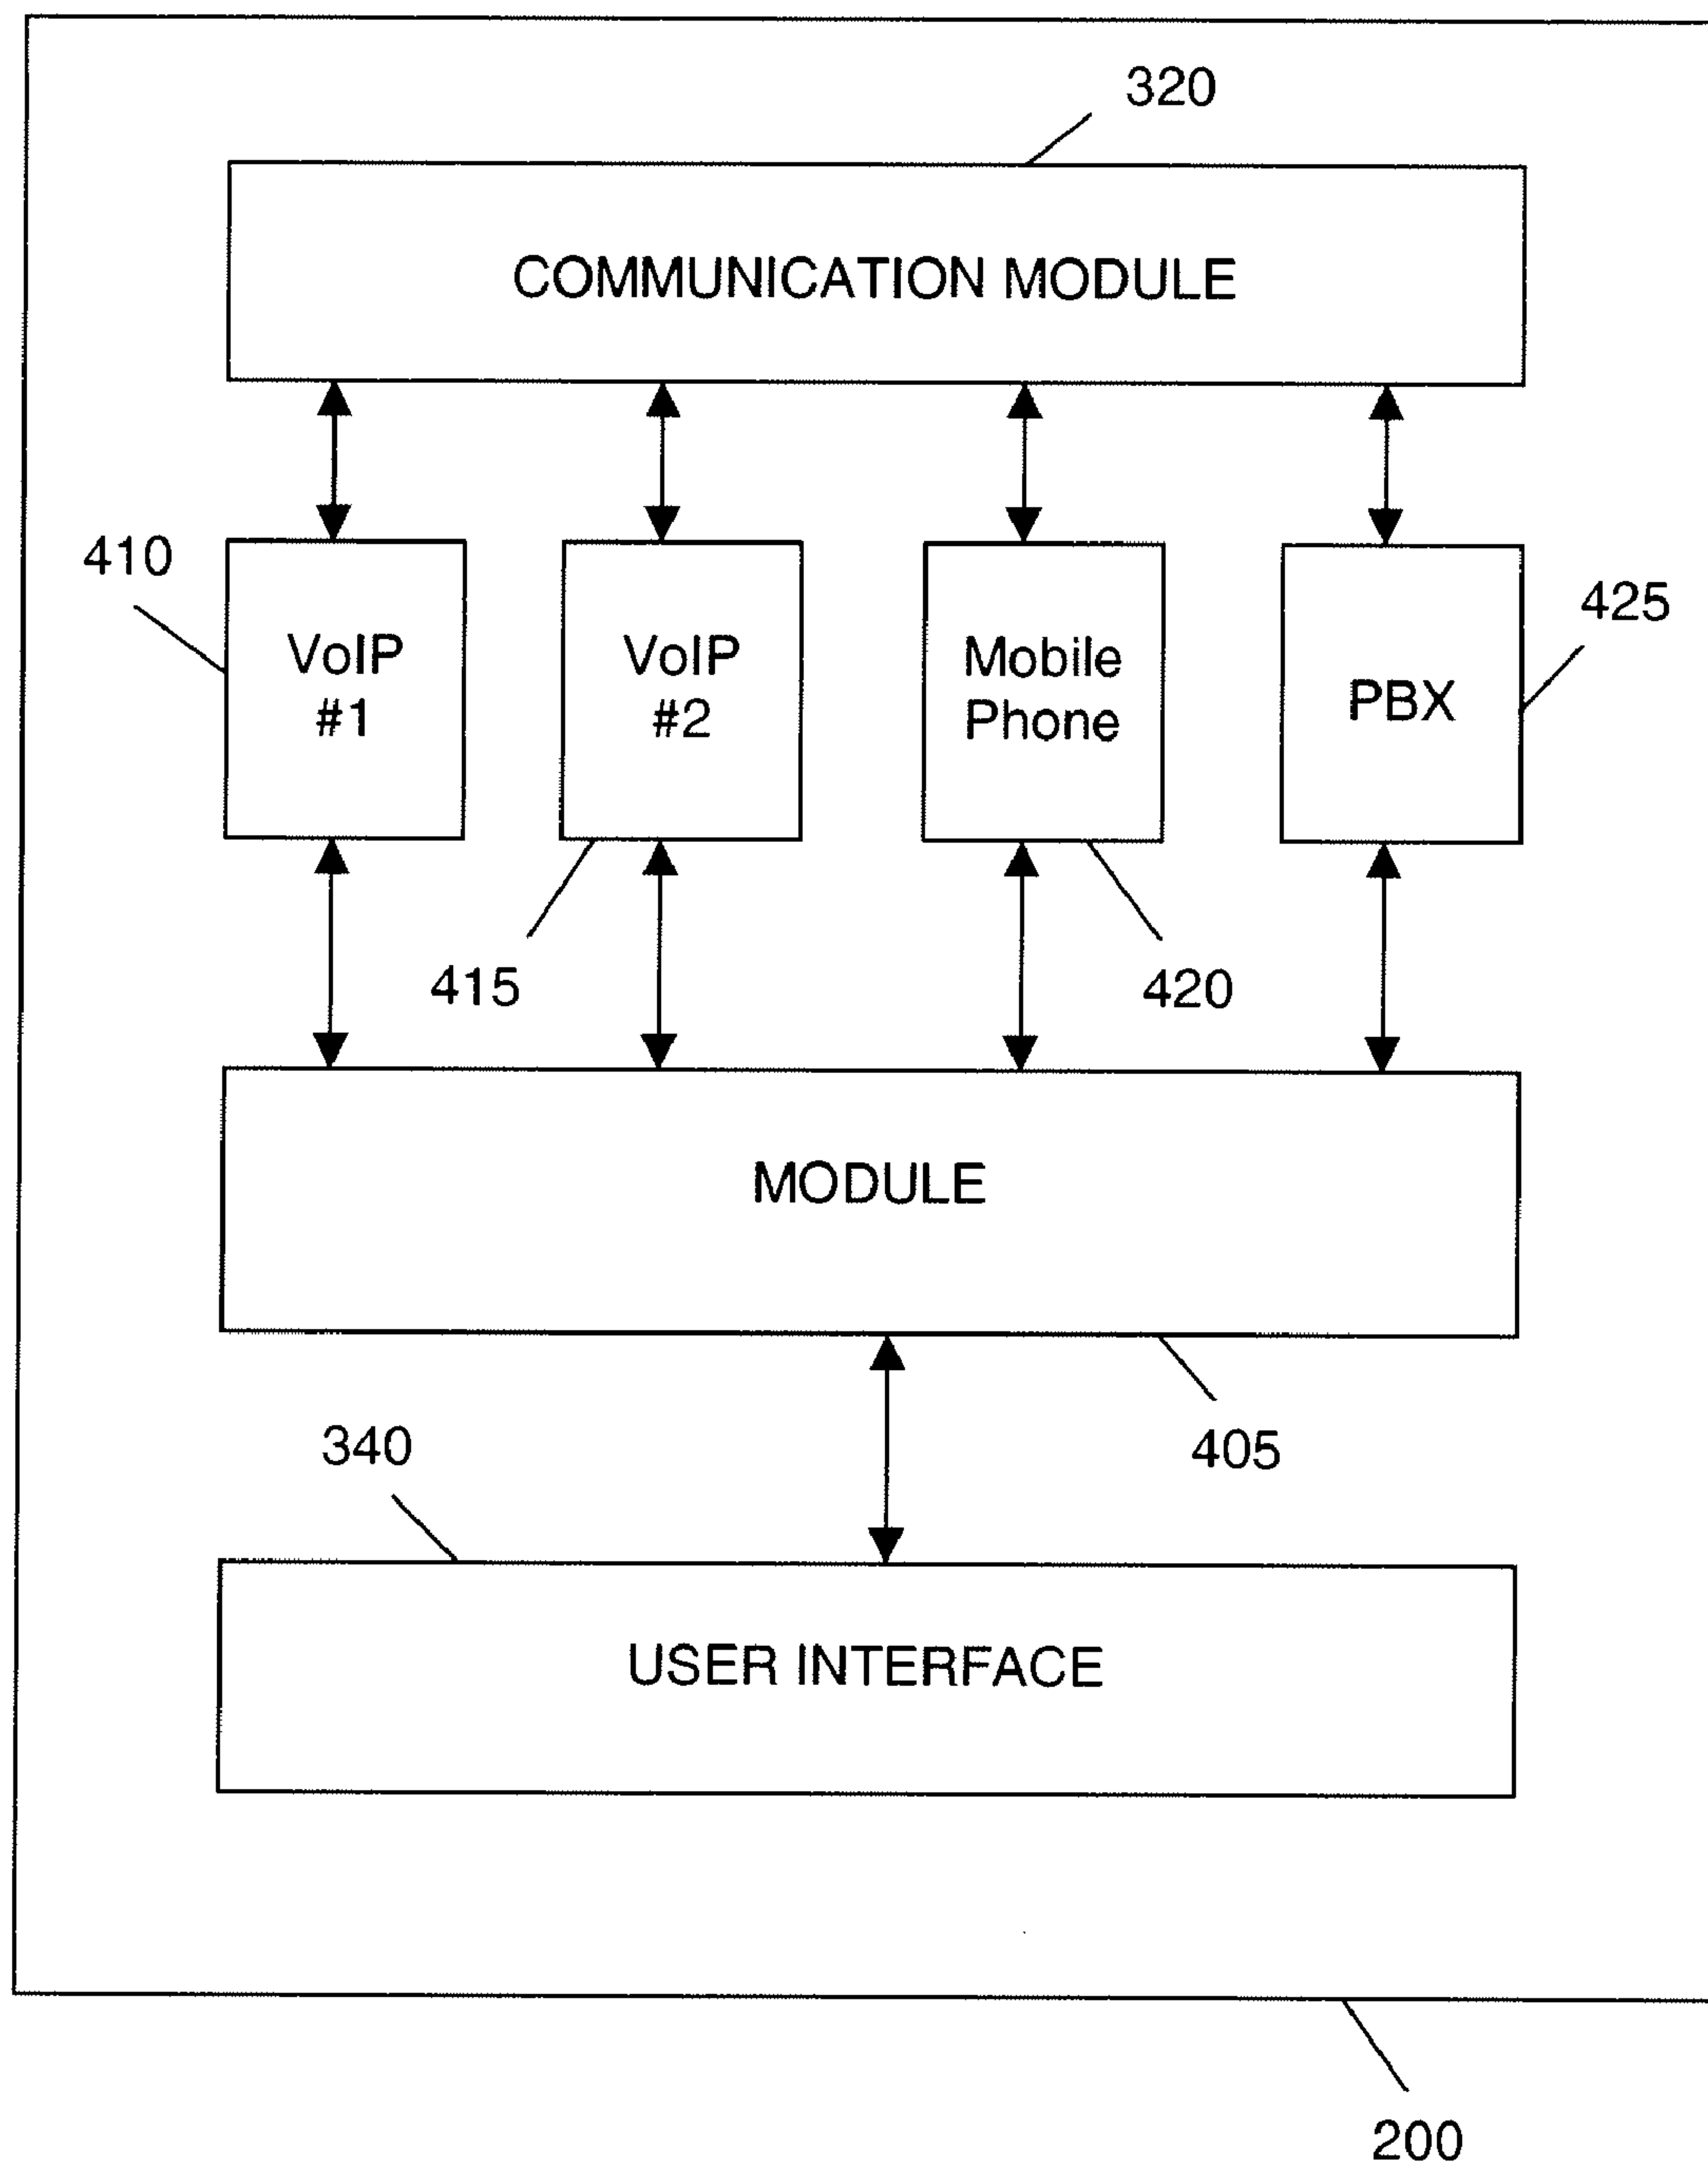 320
COMMUNICATION MODULE
410
VoIP
#1
VoIP
#2
Mobile
Phone
PBX
425
415
420
MODULE
340
405
USER INTERFACE
200